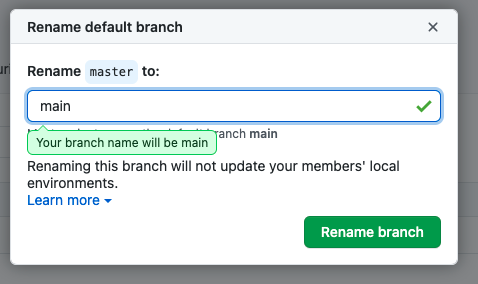 Rename default branch
Rename master to:
main
branch main
Your branch name will be main
Renaming this branch will not update your members' local
environments.
Learn more
Rename branch